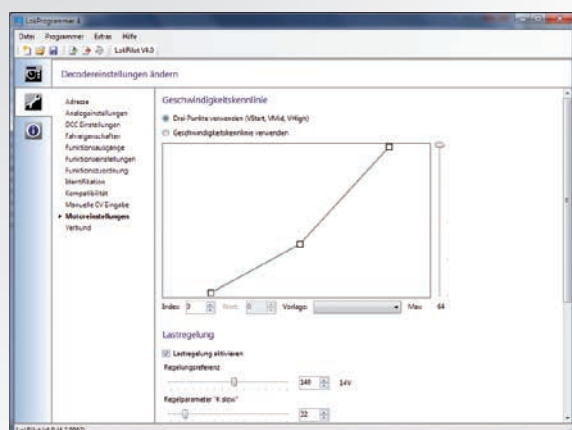 LokProgrammer 4
Datei Programmer Extras Hilfe
LokPilot V4.0
Decodereinstellungen ändern
Adresse
Analogeinstellungen
DCC Einstellungen
Fahreigenschaften
Funktionsausgänge
Funktionseinstellungen
Funktionszuordnung
Identifikation
Kompatibilität
Manuelle CV Eingabe
Motoreinstellungen
Verbund
Geschwindigkeitskennlinie
Drei Punkte verwenden (VStart, VMid, VHigh)
Geschwindigkeitskennlinie verwenden
Index: Wert: 0 Vorlage: Max: 64
Lastregelung
Lastregelung aktivieren
Regelungsreferenz
140 14V
Regelparameter "K slow"
32